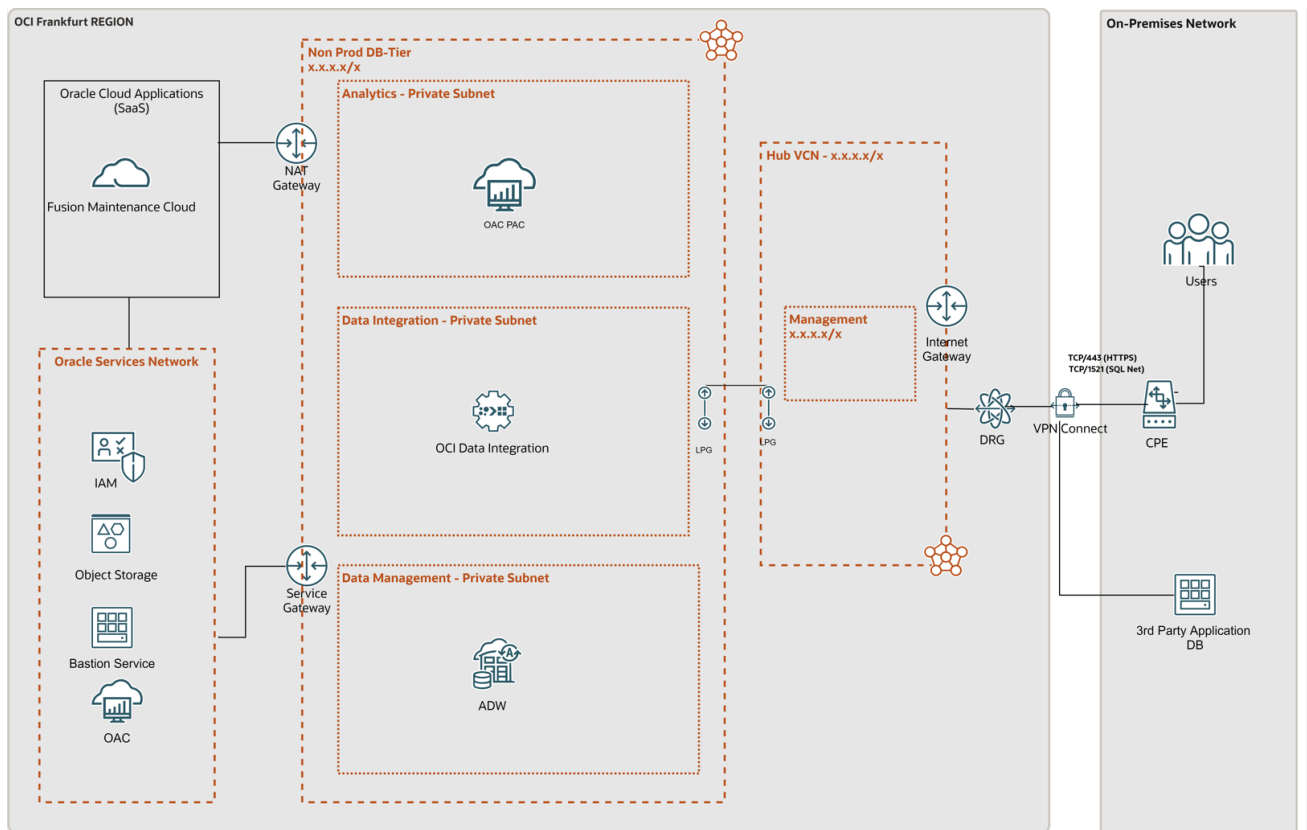 OCI Frankfurt REGION
On-Premises Network
Non Prod DB-Tier
x.x.x.x/x
Oracle Cloud Applications
(SaaS)
Fusion Maintenance Cloud
NAT
Gateway
Analytics - Private Subnet
OAC PAC
Hub VCN - x.x.x.x/x
Management
x.x.x.x/x
Internet
Gateway
Users
Data Integration - Private Subnet
OCI Data Integration
LPG
LPG
DRG
TCP/443 (HTTPS)
TCP/1521 (SQL Net)
VPN Connect
CPE
Oracle Services Network
IAM
Object Storage
Bastion Service
OAC
Service
Gateway
Data Management - Private Subnet
A
ADW
3rd Party Application
DB